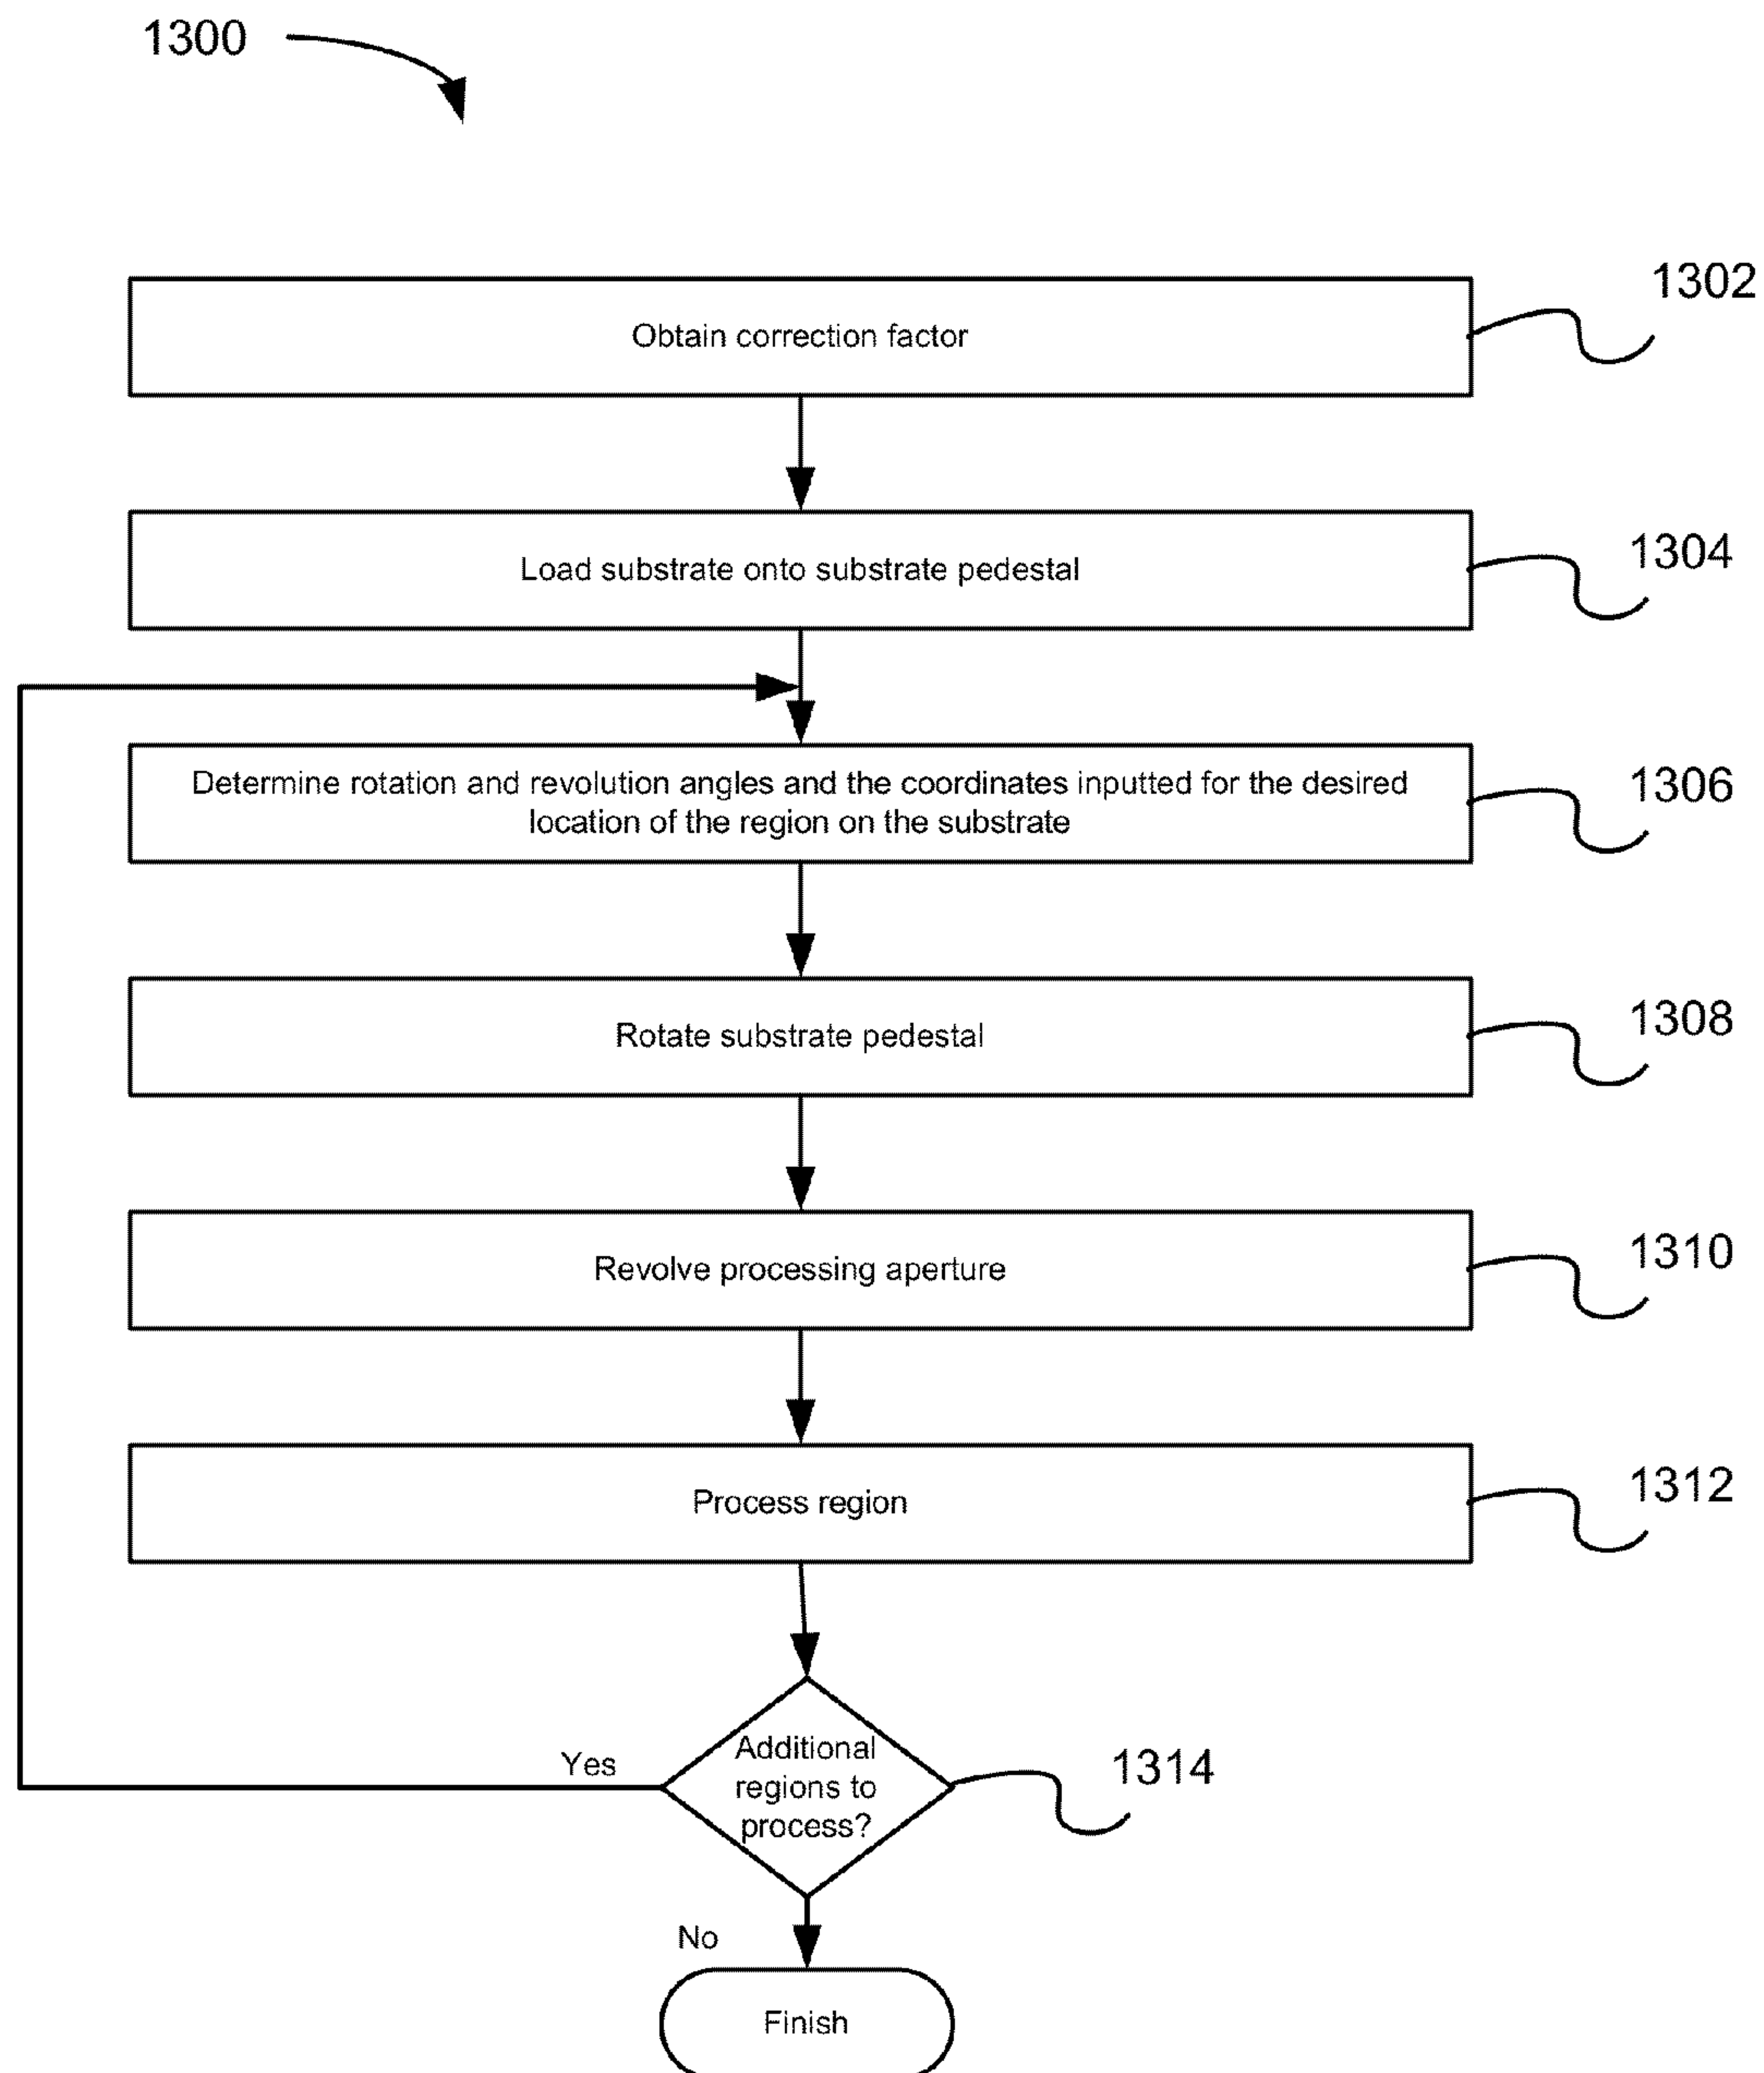 1300
1302
Obtain correction factor
1304
Load substrate onto substrate pedestal
1306
Determine rotation and revolution angles and the coordinates inputted for the desired
location of the region on the substrate
1308
Rotate substrate pedestal
1310
Revolve processing aperture
1312
Process region
Additional
regions to
process?
Yes
1314
No
Finish